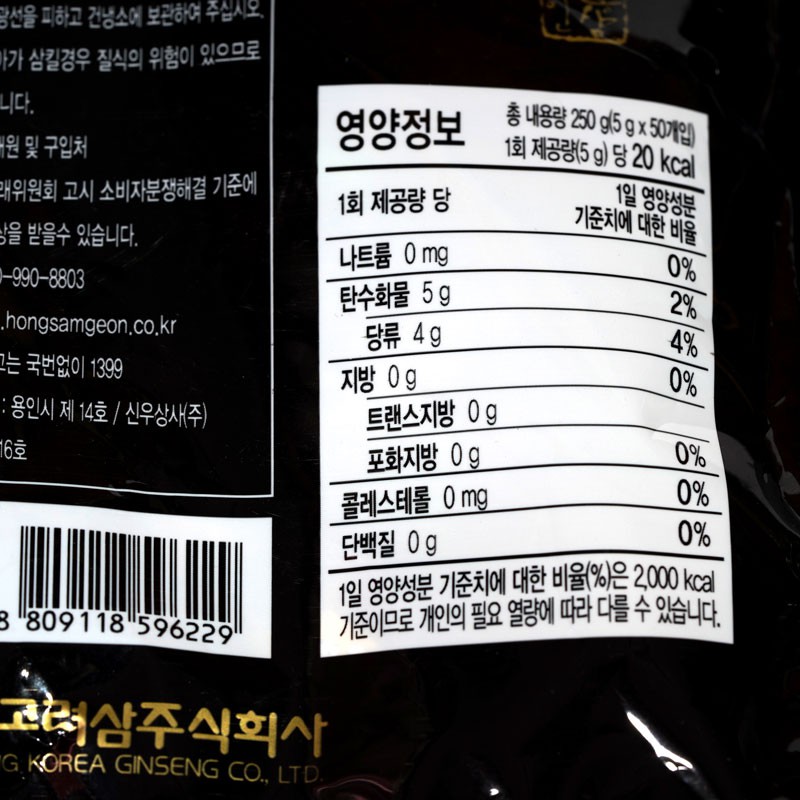 광선을 피하고 건냉소에 보관하여 주십시오.
삼킬경우 질식의 위험이 있으므로
니다.
및 구입처
래위원회 고시 소비자분쟁해결 기준에
상을 받을수 있습니다.
0-990-8803
.hongsamgeon.co.kr
고는 국번없이 1399
: 용인시 제 14호 / 신우상사(주)
16호
영양정보
총 내용량 250 g(5 g x 50개입)
1회 제공량(5 g) 당 20 kcal
1회 제공량 당
1일 영양성분
기준치에 대한 비율
나트륨 0 mg 0%
탄수화물 5 g 2%
당류 4 g 4%
지방 0 g 0%
트랜스지방 0 g
포화지방 0 g 0%
콜레스테롤 0 mg 0%
단백질 0 g 0%
1일 영양성분 기준치에 대한 비율(%)은 2,000 kcal
기준이므로 개인의 필요 열량에 따라 다를 수 있습니다.
8 809118 596229
고려삼주식회사
G KOREA GINSENG CO., LTD.